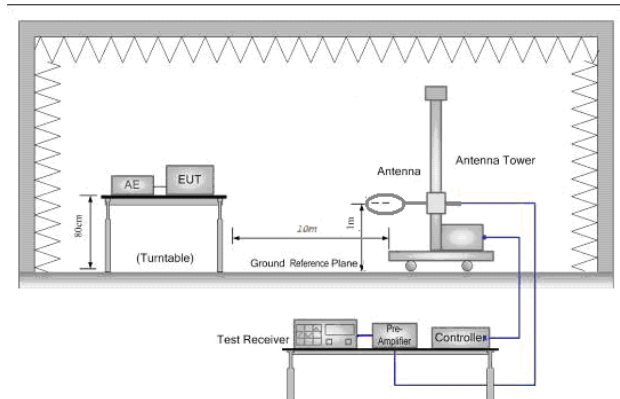 Antenna
Antenna Tower
AE
EUT
80cm
(Turntable)
10m
1m
Ground Reference Plane
Test Receiver
Pre-
Amplifier
Controller